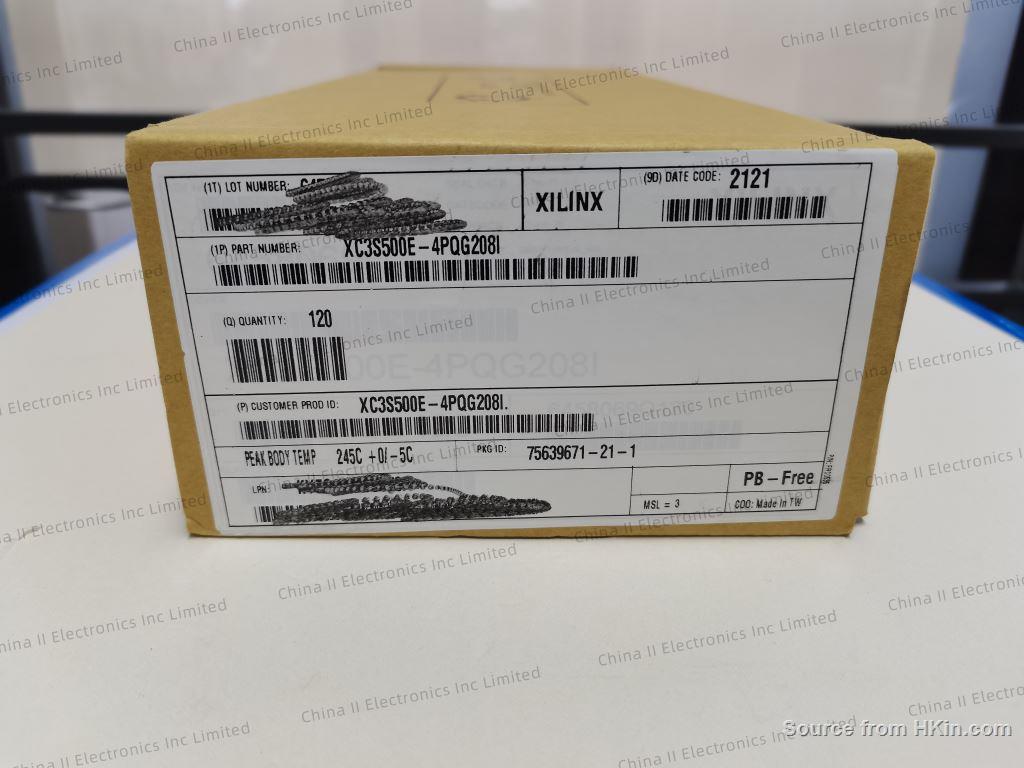 (1T) LOT NUMBER:
XILINX
(9D) DATE CODE: 2121
(1P) PART NUMBER: XC3S500E-4PQG208I
(Q) QUANTITY: 120
(P) CUSTOMER PROD ID: XC3S500E-4PQG208I.
PEAK BODY TEMP 245C +0/-5C
PKG ID: 75639671-21-1
LPN:
PB-Free
MSL = 3
COO: Made In TW
China II Electronics Inc Limited
Source from HKin.com